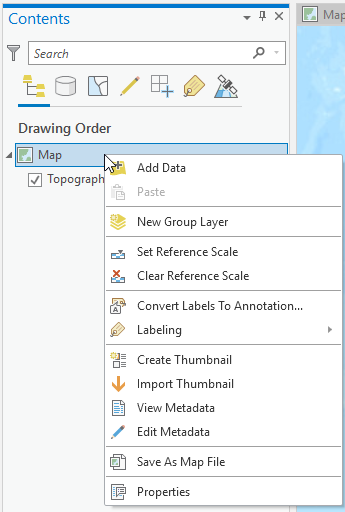 Contents
Search
Drawing Order
Map
Topograph
Add Data
Paste
New Group Layer
Set Reference Scale
Clear Reference Scale
Convert Labels To Annotation...
Labeling
Create Thumbnail
Import Thumbnail
View Metadata
Edit Metadata
Save As Map File
Properties
Map